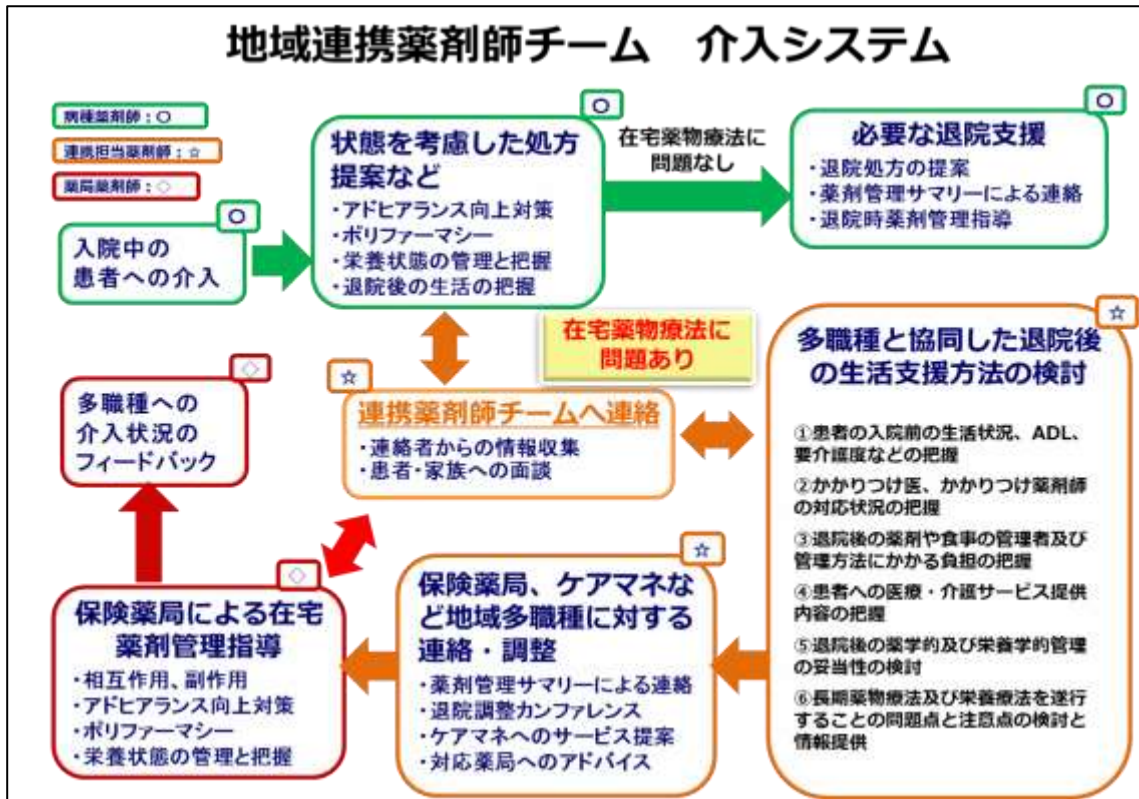 地域連携薬剤師チーム　介入システム
病棟薬剤師：○
連携担当薬剤師：☆
薬局薬剤師：◇
○
入院中の
患者への介入
○
状態を考慮した処方
提案など
・アドヒアランス向上対策
・ポリファーマシー
・栄養状態の管理と把握
・退院後の生活の把握
在宅薬物療法に
問題なし
○
必要な退院支援
・退院処方の提案
・薬剤管理サマリーによる連絡
・退院時薬剤管理指導
在宅薬物療法に
問題あり
☆
連携薬剤師チームへ連絡
・連絡者からの情報収集
・患者・家族への面談
☆
多職種と協同した退院後
の生活支援方法の検討
①患者の入院前の生活状況、ADL、
要介護度などの把握
②かかりつけ医、かかりつけ薬剤師
の対応状況の把握
③退院後の薬剤や食事の管理者及び
管理方法にかかる負担の把握
④患者への医療・介護サービス提供
内容の把握
⑤退院後の薬学的及び栄養学的管理
の妥当性の検討
⑥長期薬物療法及び栄養療法を遂行
することの問題点と注意点の検討と
情報提供
☆
保険薬局、ケアマネな
ど地域多職種に対する
連絡・調整
・薬剤管理サマリーによる連絡
・退院調整カンファレンス
・ケアマネへのサービス提案
・対応薬局へのアドバイス
◇
保険薬局による在宅
薬剤管理指導
・相互作用、副作用
・アドヒアランス向上対策
・ポリファーマシー
・栄養状態の管理と把握
◇
多職種への
介入状況の
フィードバック